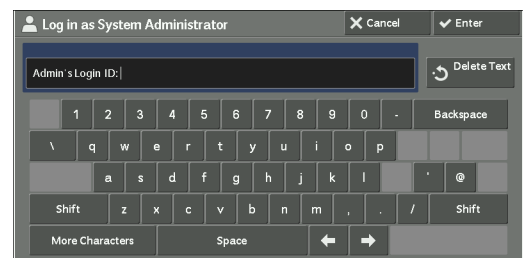 Log in as System Administrator Cancel Enter
Admin's Login ID: Delete Text
1 2 3 4 5 6 7 8 9 0 - Backspace
\ q w e r t y u i o p
a s d f g h j k l ' @
Shift z x c v b n m , . / Shift
More Characters Space